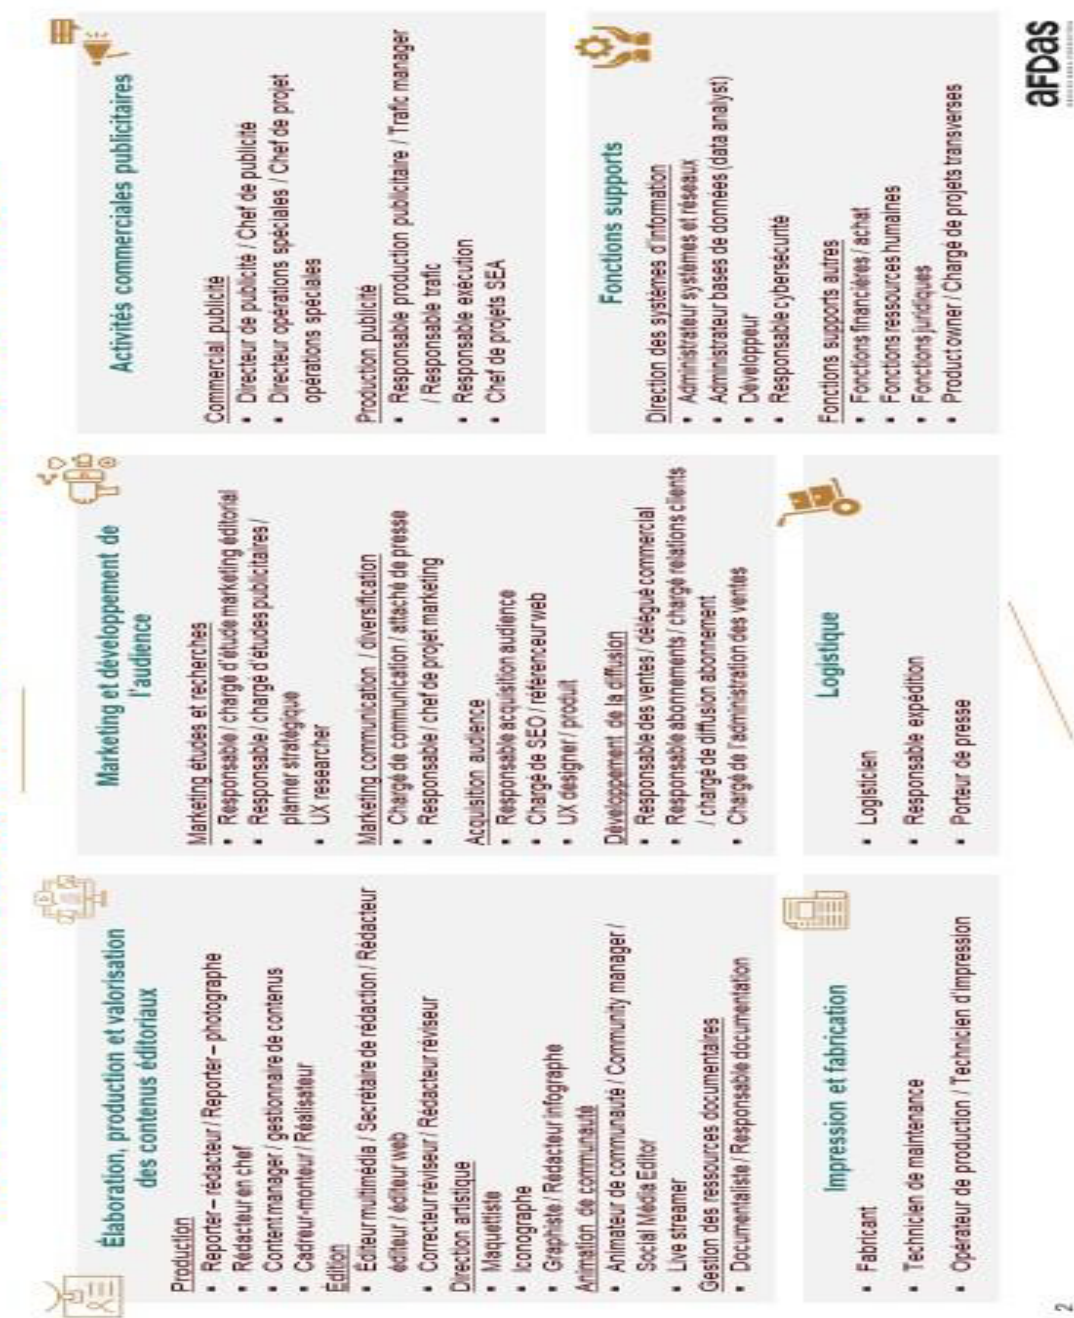 Élaboration, production et valorisation
des contenus éditoriaux
Production
▪ Reporter – rédacteur / Reporter – photographe
▪ Rédacteur en chef
▪ Content manager / gestionnaire de contenus
▪ Cadreur-monteur / Réalisateur
Édition
▪ Éditeur multimédia / Secrétaire de rédaction / Rédacteur
éditeur / éditeur web
▪ Correcteur réviseur / Rédacteur réviseur
Direction artistique
▪ Maquettiste
▪ Iconographe
▪ Graphiste / Rédacteur infographe
Animation de communauté
▪ Animateur de communauté / Community manager /
Social Média Editor
▪ Live streamer
Gestion des ressources documentaires
▪ Documentaliste / Responsable documentation
Marketing et développement de
l'audience
Marketing études et recherches
▪ Responsable / chargé d'étude marketing éditorial
▪ Responsable / chargé d'études publicitaires /
planner stratégique
▪ UX researcher
Marketing communication / diversification
▪ Chargé de communication / attaché de presse
▪ Responsable / chef de projet marketing
Acquisition audience
▪ Responsable acquisition audience
▪ Chargé de SEO / référenceur web
▪ UX designer / produit
Développement de la diffusion
▪ Responsable des ventes / délégué commercial
▪ Responsable abonnements / chargé relations clients
/ chargé de diffusion abonnement
▪ Chargé de l'administration des ventes
Activités commerciales publicitaires
Commercial publicité
▪ Directeur de publicité / Chef de publicité
▪ Directeur opérations spéciales / Chef de projet
opérations spéciales
Production publicité
▪ Responsable production publicitaire / Trafic manager
/ Responsable trafic
▪ Responsable exécution
▪ Chef de projets SEA
Impression et fabrication
▪ Fabricant
▪ Technicien de maintenance
▪ Opérateur de production / Technicien d'impression
Logistique
▪ Logisticien
▪ Responsable expédition
▪ Porteur de presse
Fonctions supports
Direction des systèmes d'information
▪ Administrateur systèmes et réseaux
▪ Administrateur bases de données (data analyst)
▪ Développeur
▪ Responsable cybersécurité
Fonctions supports autres
▪ Fonctions financières / achat
▪ Fonctions ressources humaines
▪ Fonctions juridiques
▪ Product owner / Chargé de projets transverses
2
aFDas